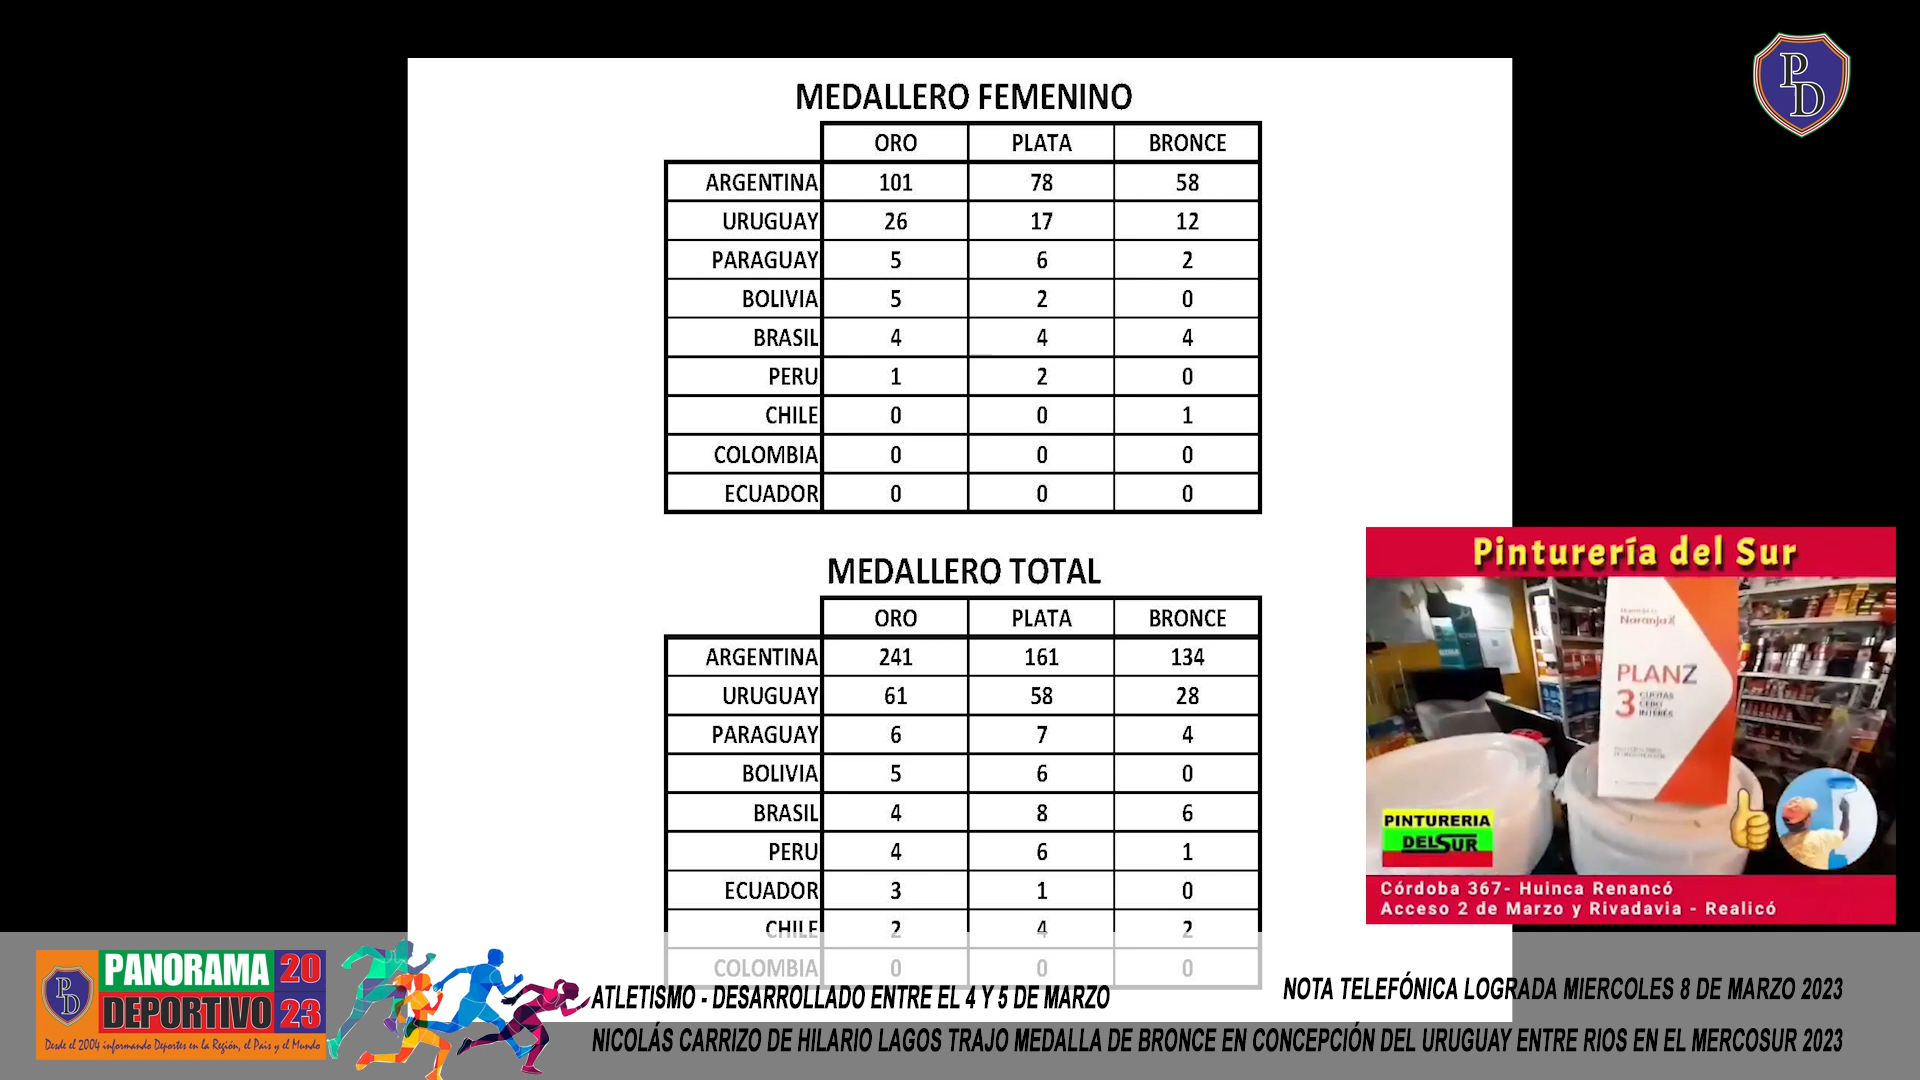 PD
MEDALLERO FEMENINO
ORO PLATA BRONCE
ARGENTINA 101 78 58
URUGUAY 26 17 12
PARAGUAY 5 6 2
BOLIVIA 5 2 0
BRASIL 4 4 4
PERU 1 2 0
CHILE 0 0 1
COLOMBIA 0 0 0
ECUADOR 0 0 0
MEDALLERO TOTAL
ORO PLATA BRONCE
ARGENTINA 241 161 134
URUGUAY 61 58 28
PARAGUAY 6 7 4
BOLIVIA 5 6 0
BRASIL 4 8 6
PERU 4 6 1
ECUADOR 3 1 0
CHILE 2 4 2
COLOMBIA 0 0 0
Pinturería del Sur
Naranja X
PLANZ
3 CUOTAS
CERO
INTERÉS
PINTURERIA
DELSUR
Córdoba 367- Huinca Renancó
Acceso 2 de Marzo y Rivadavia - Realicó
PD
PANORAMA 20
DEPORTIVO 23
Desde el 2004 informando Deportes en la Región, el Pais y el Mundo
ATLETISMO - DESARROLLADO ENTRE EL 4 Y 5 DE MARZO
NOTA TELEFÓNICA LOGRADA MIERCOLES 8 DE MARZO 2023
NICOLÁS CARRIZO DE HILARIO LAGOS TRAJO MEDALLA DE BRONCE EN CONCEPCIÓN DEL URUGUAY ENTRE RIOS EN EL MERCOSUR 2023